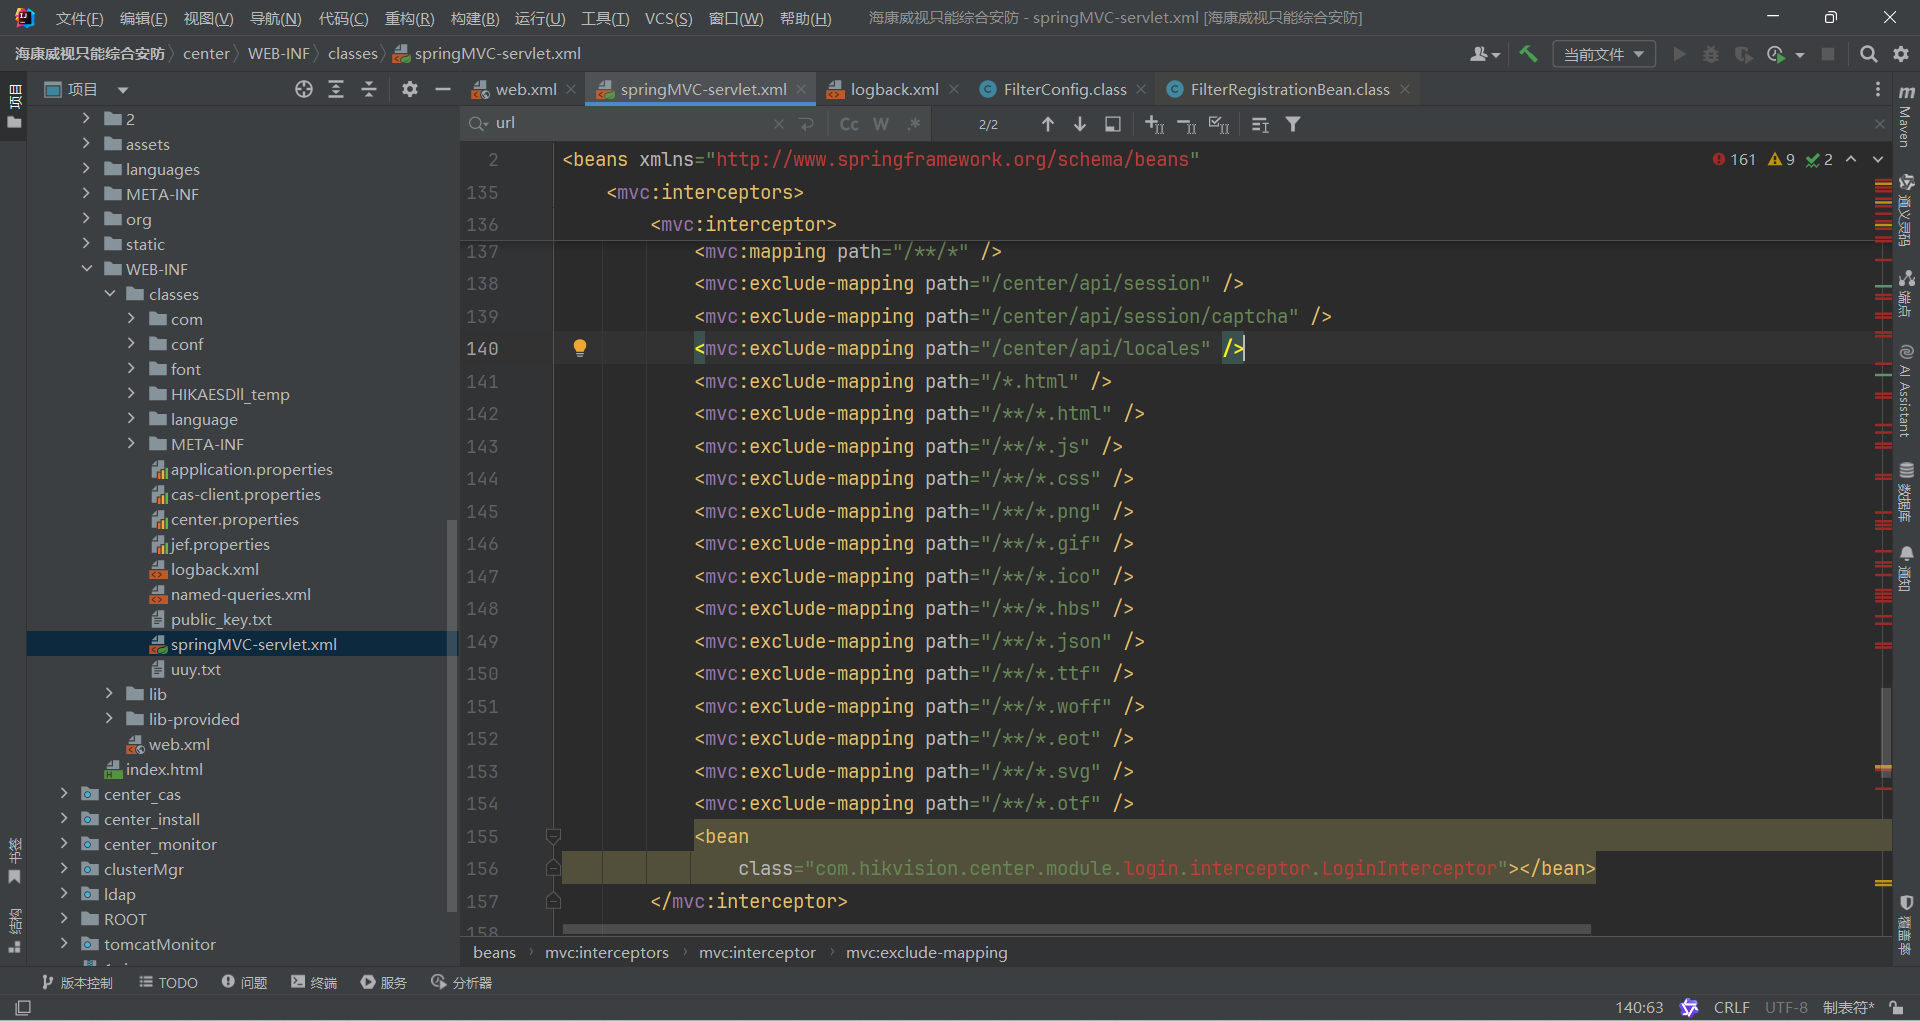 文件(F) 编辑(E) 视图(V) 导航(N) 代码(C) 重构(R) 构建(B) 运行(U) 工具(T) VCS(S) 窗口(W) 帮助(H) 海康威视只能综合安防 - springMVC-servlet.xml [海康威视只能综合安防]
海康威视只能综合安防 center WEB-INF classes springMVC-servlet.xml 当前文件
项目
web.xml springMVC-servlet.xml logback.xml FilterConfig.class FilterRegistrationBean.class
url Cc W .* 2/2
161 9 2
2
assets
languages
META-INF
org
static
WEB-INF
classes
com
conf
font
HIKAESDll_temp
language
META-INF
application.properties
cas-client.properties
center.properties
jef.properties
logback.xml
named-queries.xml
public_key.txt
springMVC-servlet.xml
uuy.txt
lib
lib-provided
web.xml
index.html
center_cas
center_install
center_monitor
clusterMgr
ldap
ROOT
tomcatMonitor
2 <beans xmlns="http://www.springframework.org/schema/beans"
135 <mvc:interceptors>
136 <mvc:interceptor>
137 <mvc:mapping path="/**/*" />
138 <mvc:exclude-mapping path="/center/api/session" />
139 <mvc:exclude-mapping path="/center/api/session/captcha" />
140 <mvc:exclude-mapping path="/center/api/locales" />
141 <mvc:exclude-mapping path="/*.html" />
142 <mvc:exclude-mapping path="/**/*.html" />
143 <mvc:exclude-mapping path="/**/*.js" />
144 <mvc:exclude-mapping path="/**/*.css" />
145 <mvc:exclude-mapping path="/**/*.png" />
146 <mvc:exclude-mapping path="/**/*.gif" />
147 <mvc:exclude-mapping path="/**/*.ico" />
148 <mvc:exclude-mapping path="/**/*.hbs" />
149 <mvc:exclude-mapping path="/**/*.json" />
150 <mvc:exclude-mapping path="/**/*.ttf" />
151 <mvc:exclude-mapping path="/**/*.woff" />
152 <mvc:exclude-mapping path="/**/*.eot" />
153 <mvc:exclude-mapping path="/**/*.svg" />
154 <mvc:exclude-mapping path="/**/*.otf" />
155 <bean
156 class="com.hikvision.center.module.login.interceptor.LoginInterceptor"></bean>
157 </mvc:interceptor>
158
beans mvc:interceptors mvc:interceptor mvc:exclude-mapping
项目
书签
结构
m Maven
通义灵码
端点
AI Assistant
数据库
通知
覆盖率
版本控制 TODO 问题 终端 服务 分析器
140:63 CRLF UTF-8 制表符*